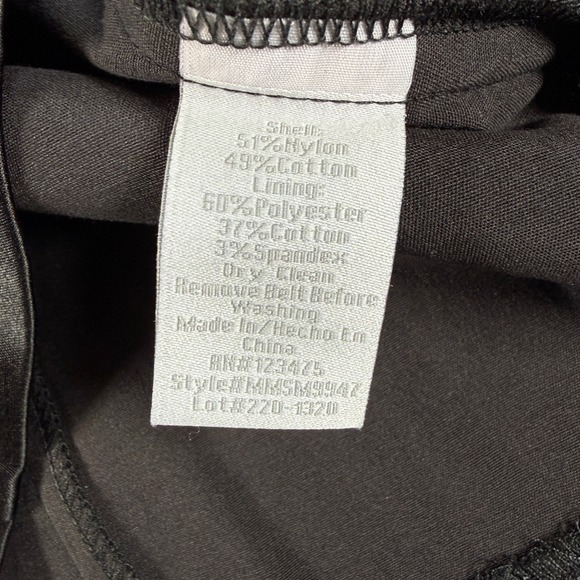 Shell:
51%Nylon
49%Cotton
Lining:
60%Polyester
37%Cotton
3%Spandex
Dry Clean
Remove Belt Before
Washing
Made In/Hecho En
China
RN#123475
Style#MMSM9947
Lot#220-1320